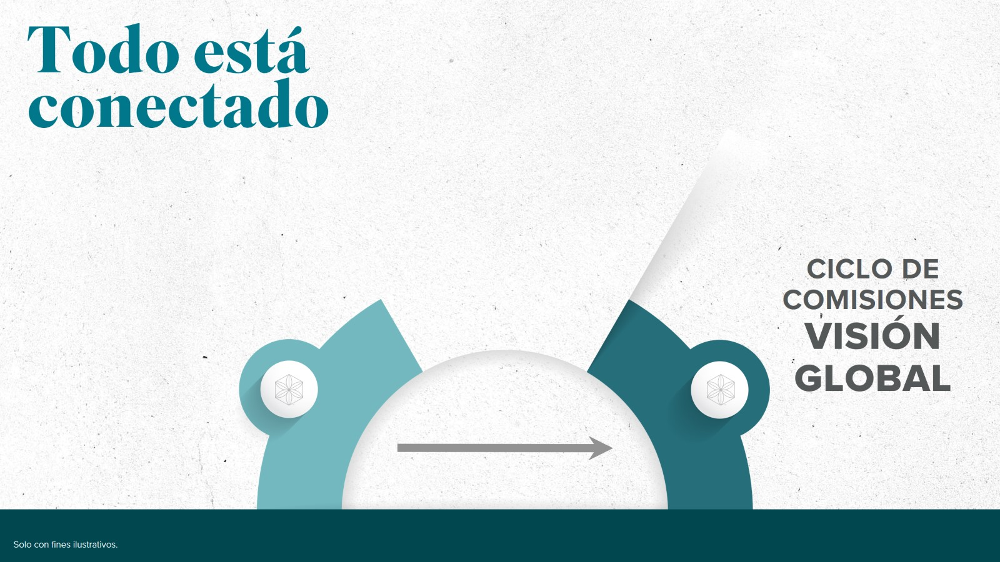 Todo está
conectado
CICLO DE
COMISIONES
VISIÓN
GLOBAL
Solo con fines ilustrativos.